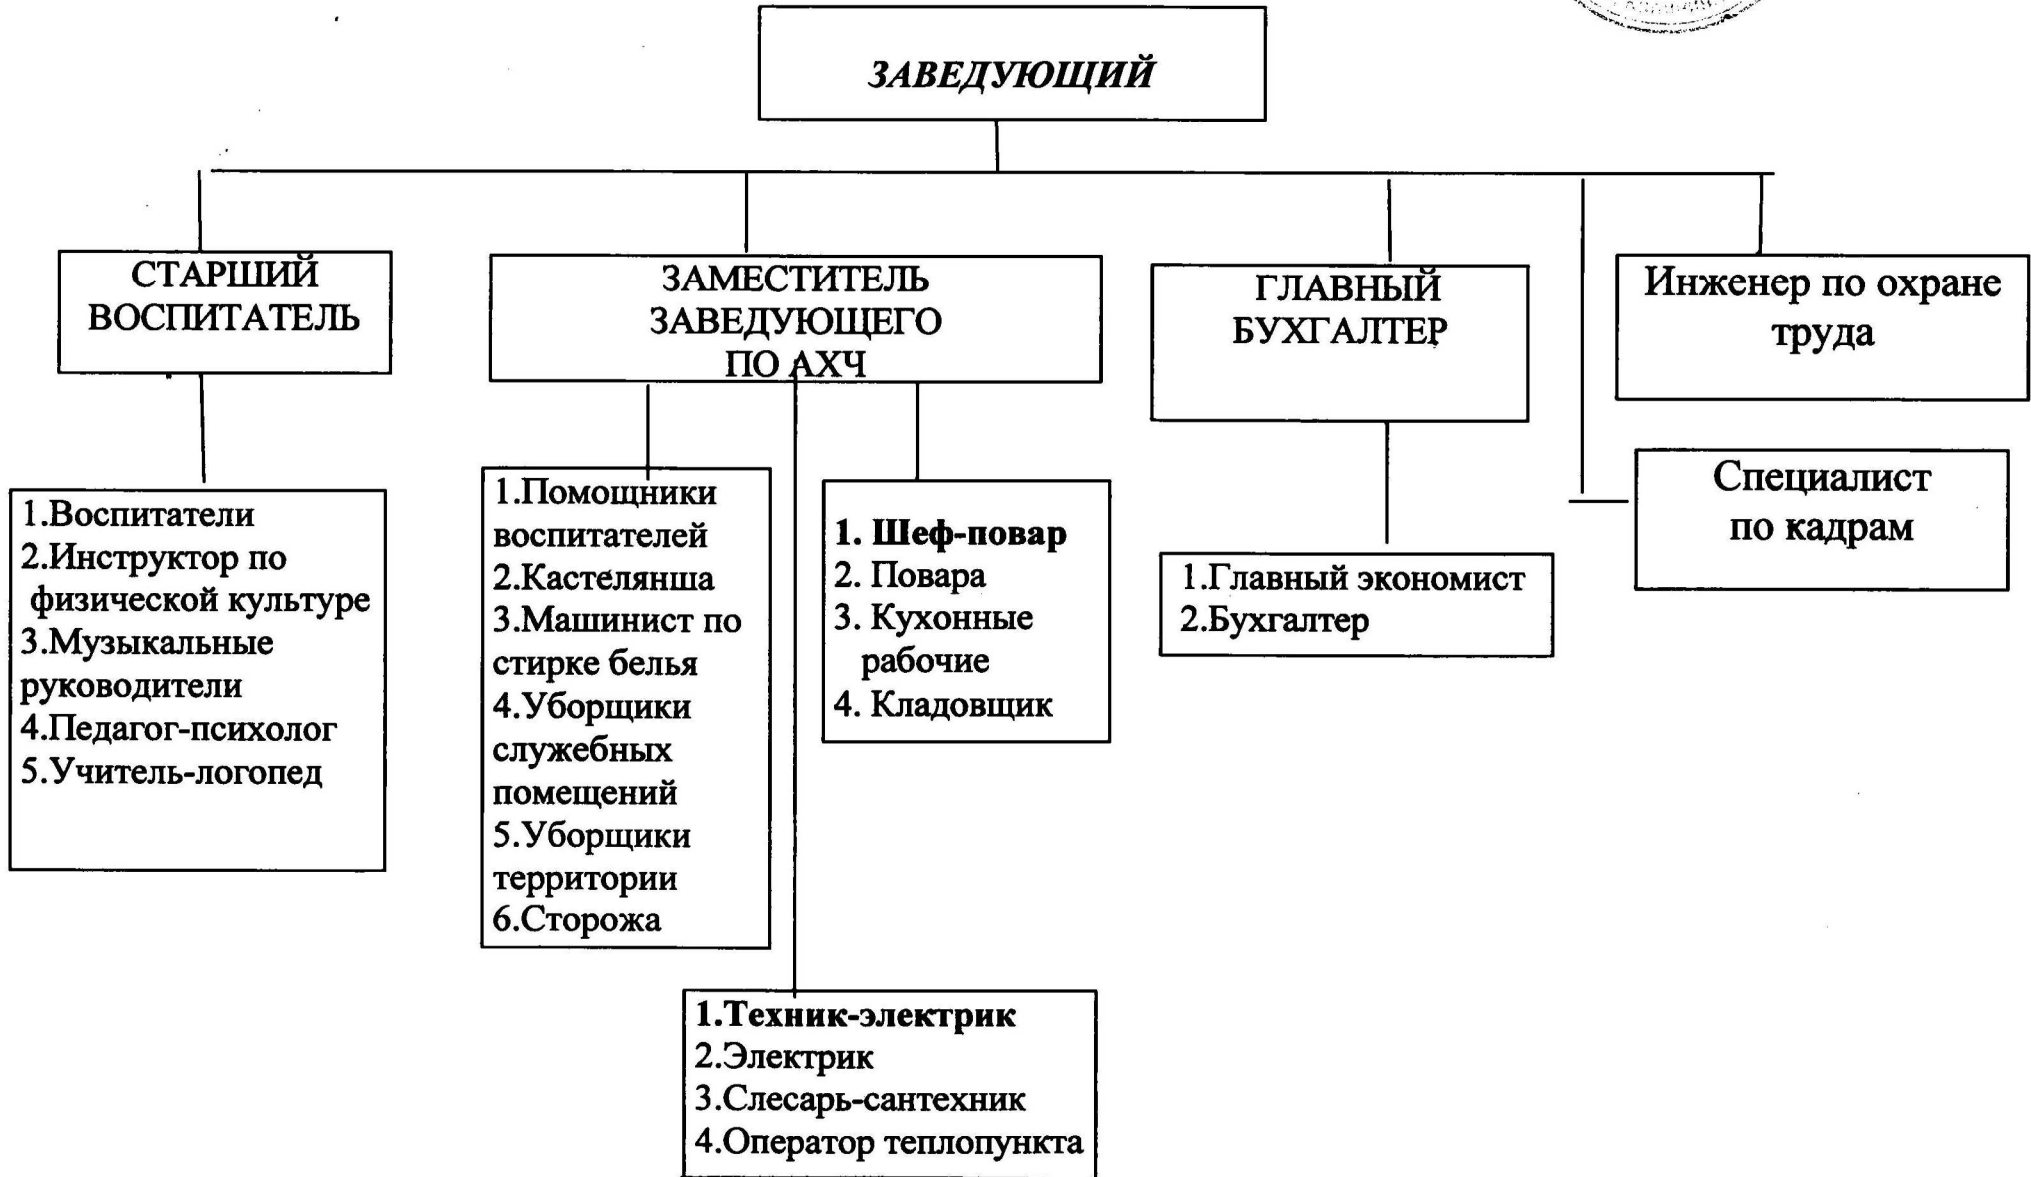 ЗАВЕДУЮЩИЙ
СТАРШИЙ
ВОСПИТАТЕЛЬ
ЗАМЕСТИТЕЛЬ
ЗАВЕДУЮЩЕГО
ПО АХЧ
ГЛАВНЫЙ
БУХГАЛТЕР
Инженер по охране
труда
Специалист
по кадрам
1.Воспитатели
2.Инструктор по
физической культуре
3.Музыкальные
руководители
4.Педагог-психолог
5.Учитель-логопед
1.Помощники
воспитателей
2.Кастелянша
3.Машинист по
стирке белья
4.Уборщики
служебных
помещений
5.Уборщики
территории
6.Сторожа
1. Шеф-повар
2. Повара
3. Кухонные
рабочие
4. Кладовщик
1.Главный экономист
2.Бухгалтер
1.Техник-электрик
2.Электрик
3.Слесарь-сантехник
4.Оператор теплопункта